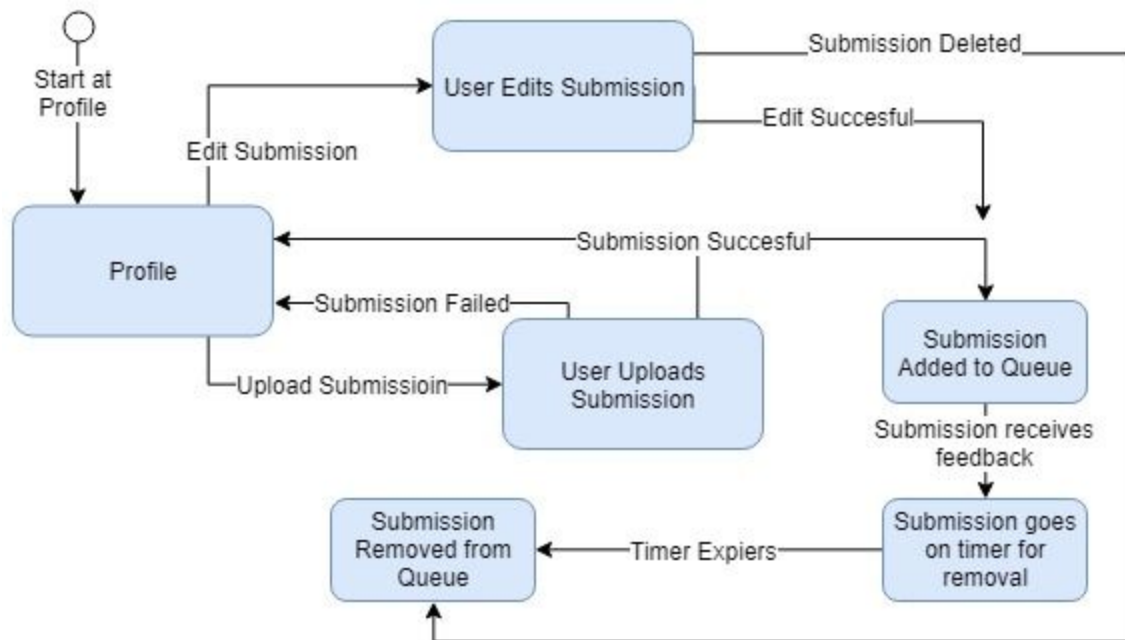 Start at
Profile
User Edits Submission
Submission Deleted
Edit Succesful
Edit Submission
Profile
Submission Succesful
Submission Failed
Upload Submissioin
User Uploads
Submission
Submission
Added to Queue
Submission receives
feedback
Submission
Removed from
Queue
Timer Expiers
Submission goes
on timer for
removal